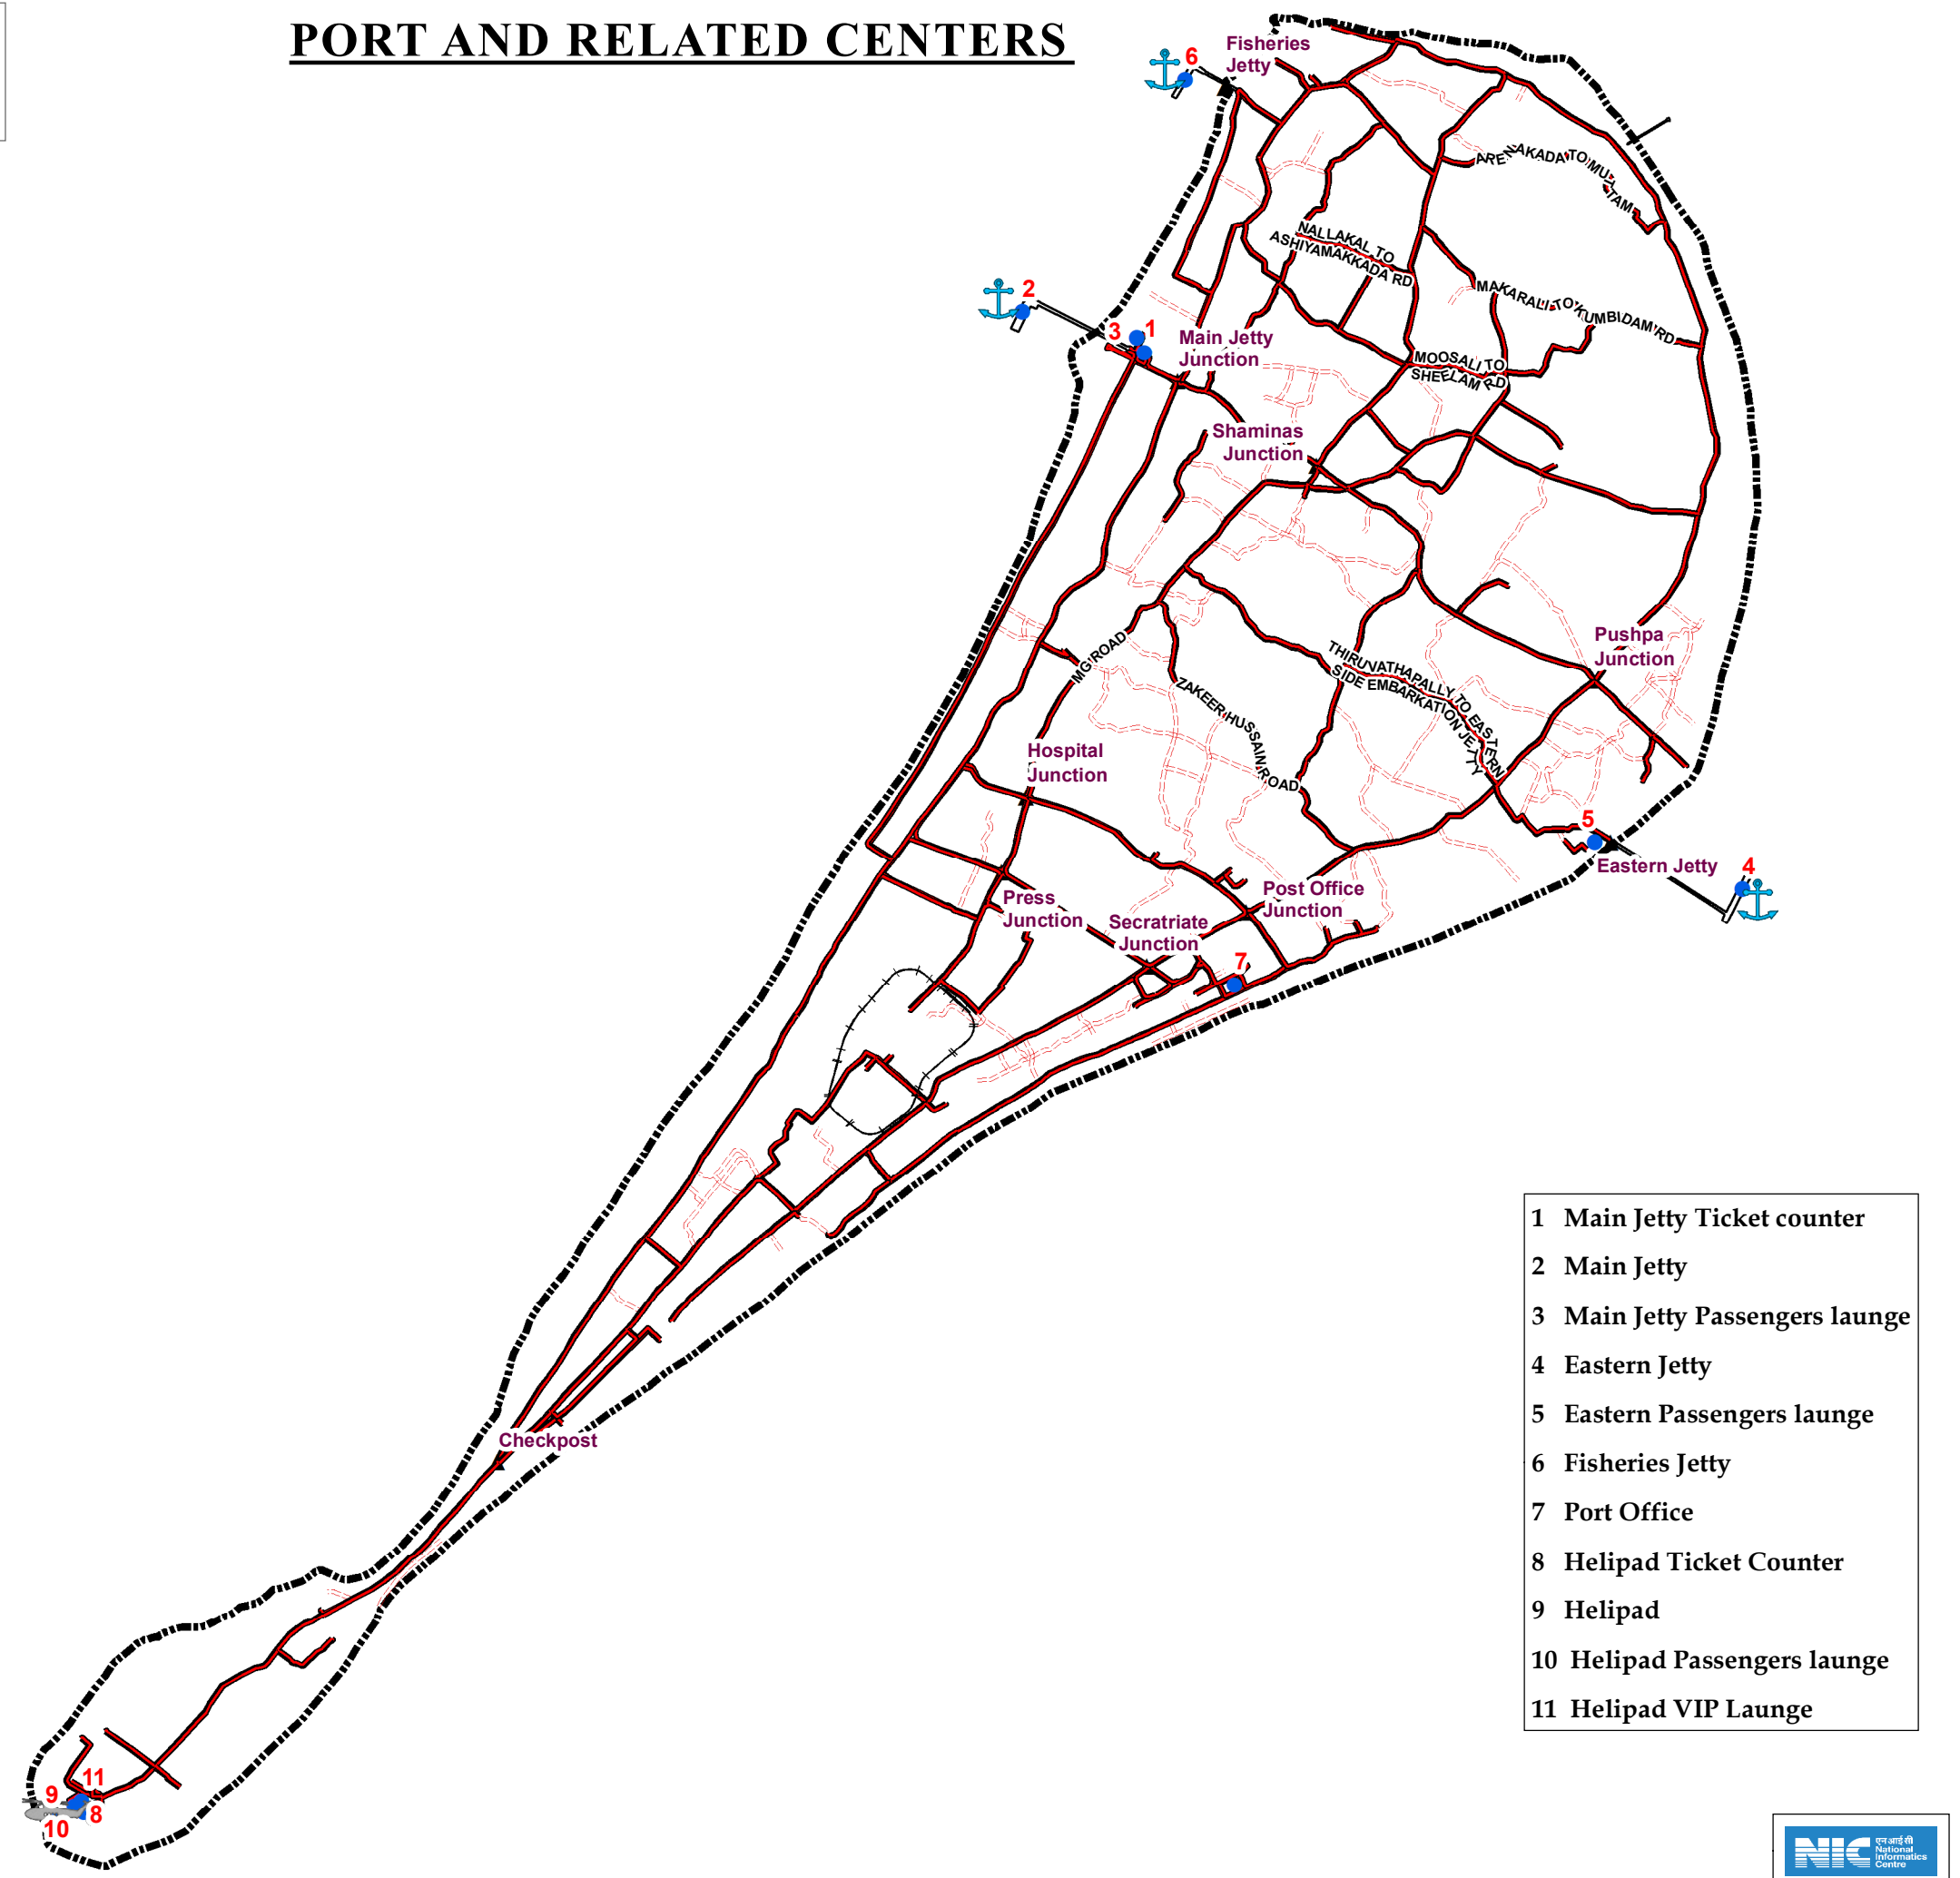 PORT AND RELATED CENTERS
6
Fisheries
Jetty
ARENAKADA TO MUTTAM
NALLAKAL TO
ASHIYAMAKKADA RD
2
3
1
Main Jetty
Junction
MAKARALI TO KUMBIDAM RD
MOOSALI TO
SHEELAM RD
Shaminas
Junction
Pushpa
Junction
MG ROAD
THIRUVATHAPALLY TO EASTERN
SIDE EMBARKATION JETTY
ZAKEER HUSSAIN ROAD
Hospital
Junction
5
Eastern Jetty
4
Post Office
Junction
Press
Junction
Secratriate
Junction
7
Checkpost
9
11
8
10
1 Main Jetty Ticket counter
2 Main Jetty
3 Main Jetty Passengers launge
4 Eastern Jetty
5 Eastern Passengers launge
6 Fisheries Jetty
7 Port Office
8 Helipad Ticket Counter
9 Helipad
10 Helipad Passengers launge
11 Helipad VIP Launge
NIC
एन आई सी
National
Informatics
Centre